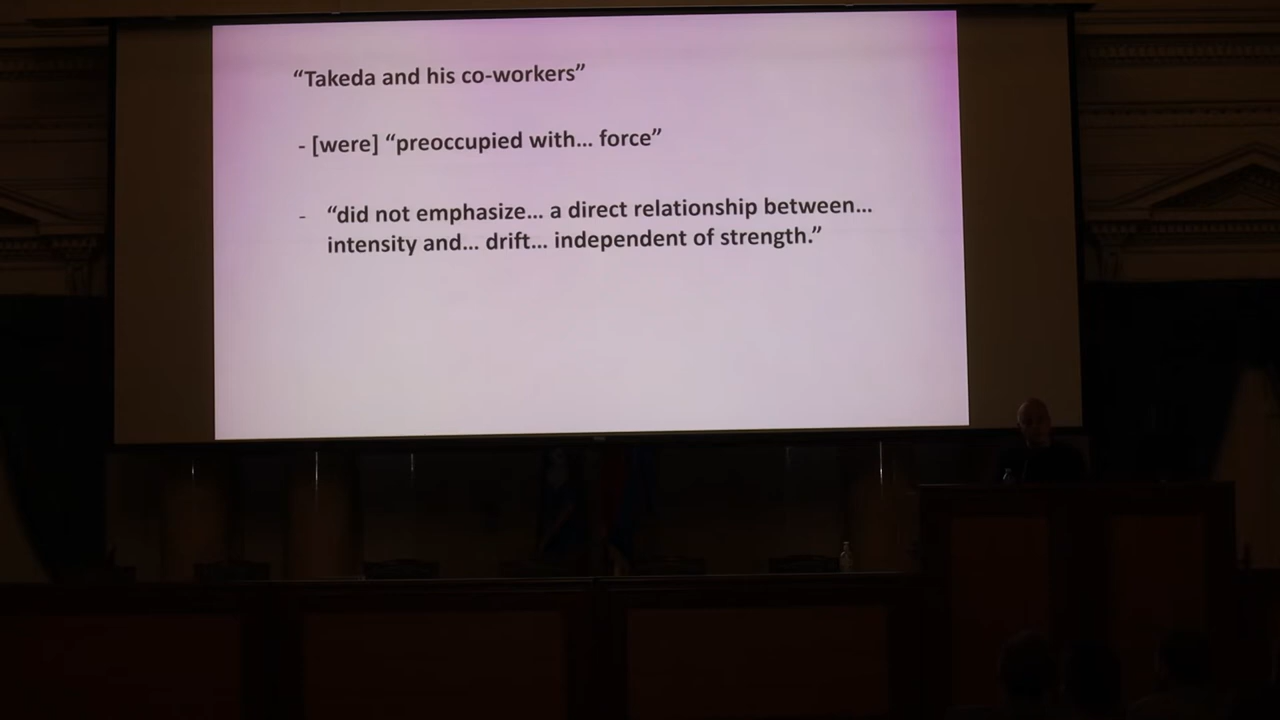 “Takeda and his co-workers”
- [were] “preoccupied with... force”
- “did not emphasize... a direct relationship between...
intensity and... drift... independent of strength.”